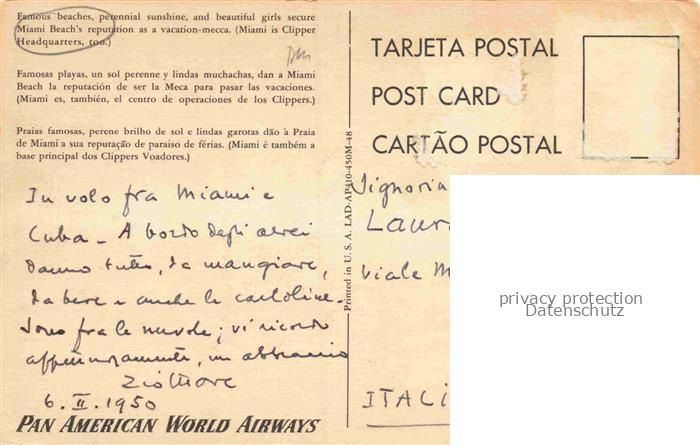 Famous beaches, perennial sunshine, and beautiful girls secure
Miami Beach's reputation as a vacation-mecca. (Miami is Clipper
Headquarters, too.)
Famosas playas, un sol perenne y lindas muchachas, dan a Miami
Beach la reputación de ser la Meca para pasar las vacaciones.
(Miami es, también, el centro de operaciones de los Clippers.)
Praias famosas, perene brilho de sol e lindas garotas dão à Praia
de Miami a sua reputação de paraiso de férias. (Miami é também a
base principal dos Clippers Voadores.)
In volo fra Miami e
Cuba - A bordo degli aerei
danno tutto, da mangiare,
da bere e anche le cartoline.
Sono fra le nuvole; vi ricordo
affettuosamente, un abbraccio
Zio
6.II.1950
PAN AMERICAN WORLD AIRWAYS
Printed in U. S. A. LAD-AP410-450M-48
TARJETA POSTAL
POST CARD
CARTÃO POSTAL
Signorina
Laur
Viale M
ITALI
privacy protection
Datenschutz